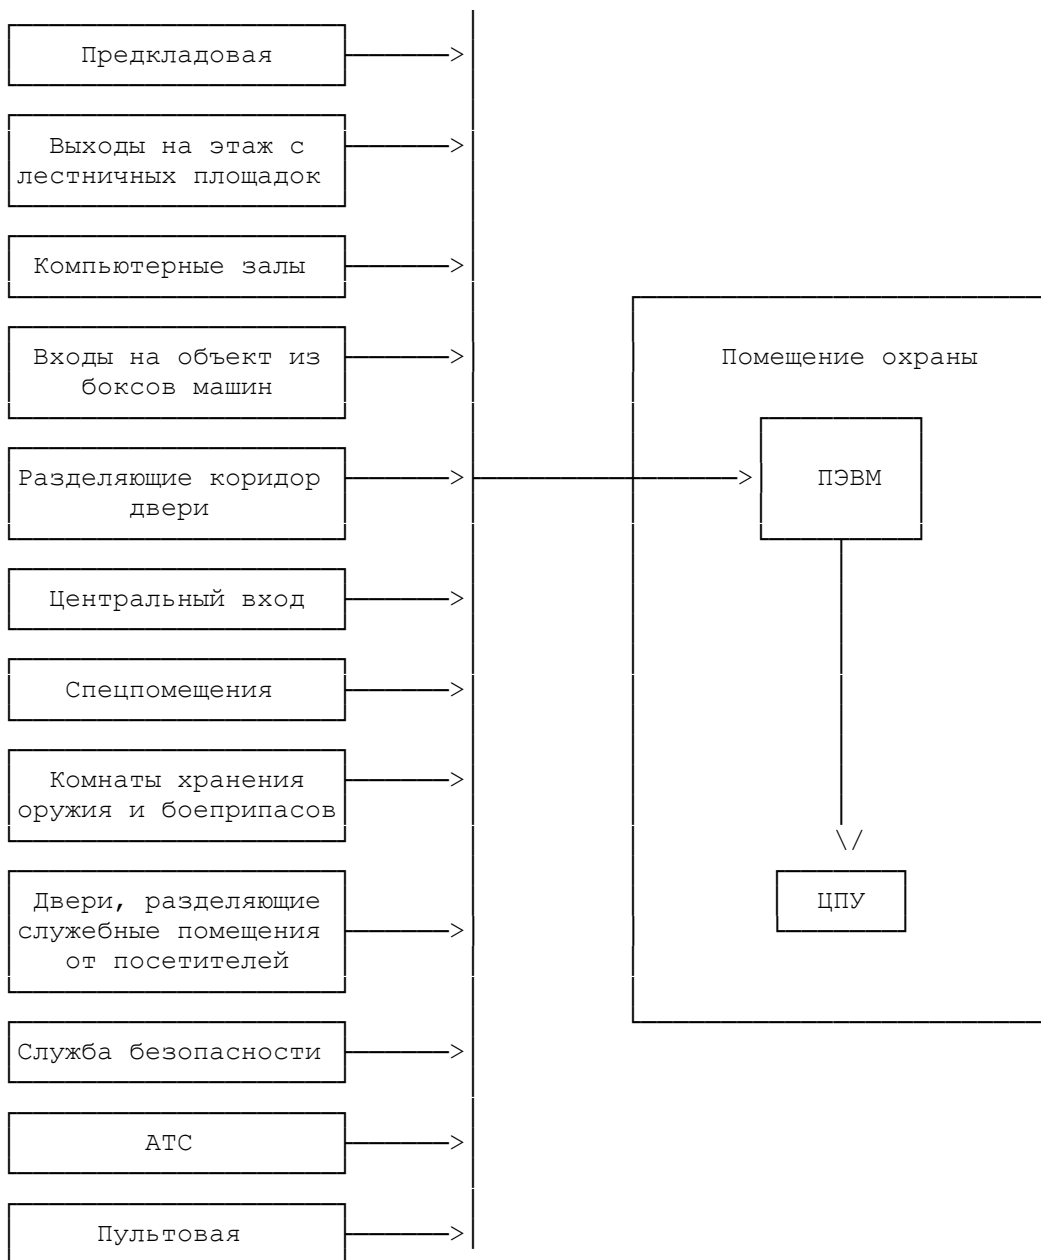 Предкладовая
Выходы на этаж с
лестничных площадок
Компьютерные залы
Входы на объект из
боксов машин
Разделяющие коридор
двери
Центральный вход
Спецпомещения
Комнаты хранения
оружия и боеприпасов
Двери, разделяющие
служебные помещения
от посетителей
Служба безопасности
АТС
Пультовая
Помещение охраны
ПЭВМ
ЦПУ